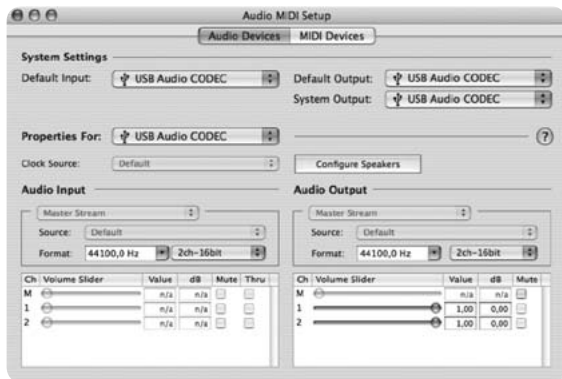 Audio MIDI Setup
Audio Devices MIDI Devices
System Settings
Default Input: USB Audio CODEC
Default Output: USB Audio CODEC
System Output: USB Audio CODEC
Properties For: USB Audio CODEC ?
Clock Source: Default
Configure Speakers
Audio Input
Master Stream
Source: Default
Format: 44100,0 Hz 2ch-16bit
Ch Volume Slider Value dB Mute Thru
M n/a n/a
1 n/a n/a
2 n/a n/a
Audio Output
Master Stream
Source: Default
Format: 44100,0 Hz 2ch-16bit
Ch Volume Slider Value dB Mute
M n/a n/a
1 1,00 0,00
2 1,00 0,00